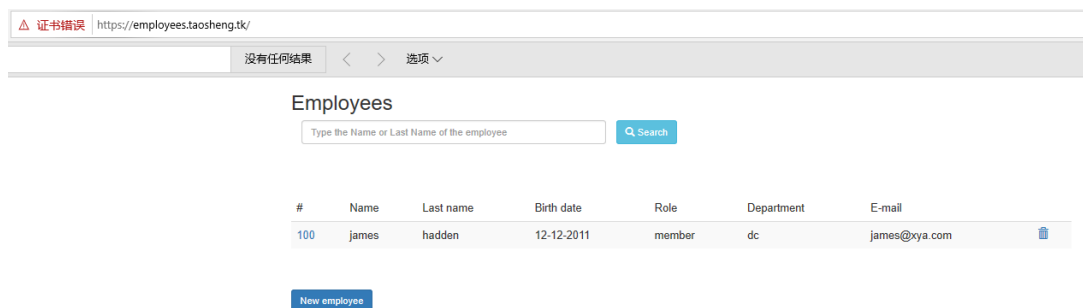 证书错误 https://employees.taosheng.tk/
没有任何结果 选项
Employees
Type the Name or Last Name of the employee Search
# Name Last name Birth date Role Department E-mail
100 james hadden 12-12-2011 member dc james@xya.com
New employee